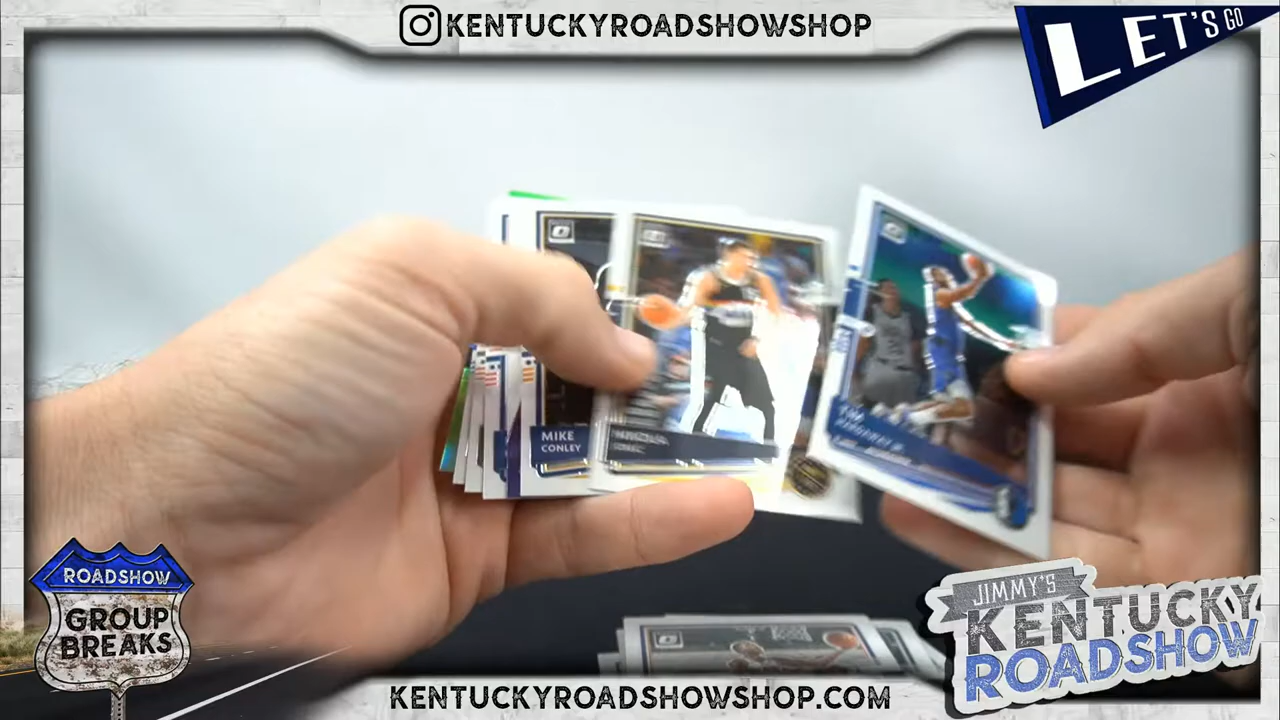 KENTUCKYROADSHOWSHOP
LET'S GO
MIKE
CONLEY
ROADSHOW
GROUP
BREAKS
JIMMY'S
KENTUCKY
ROADSHOW
KENTUCKYROADSHOWSHOP.COM